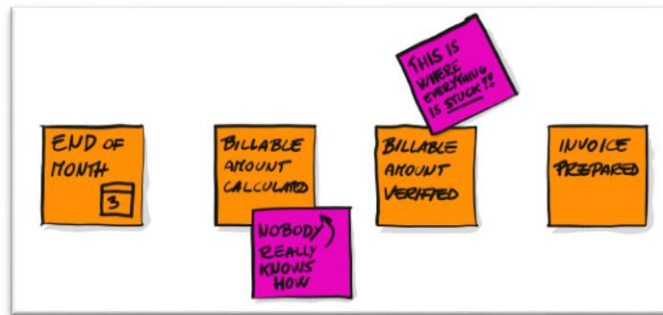 THIS IS
WHERE
EVERYTHING
IS STUCK!!
END OF
MONTH
3
BILLABLE
AMOUNT
CALCULATED
NOBODY
REALLY
KNOWS
HOW
BILLABLE
AMOUNT
VERIFIED
INVOICE
PREPARED